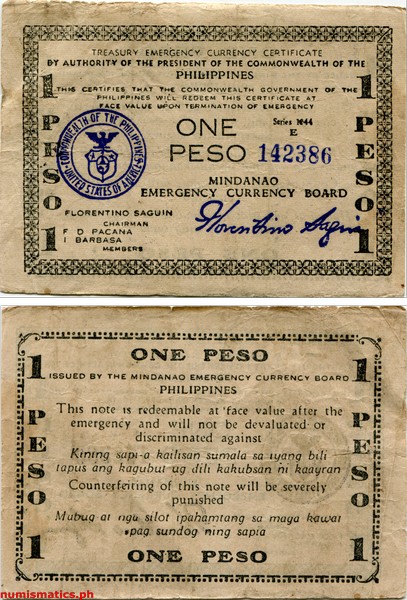 TREASURY EMERGENCY CURRENCY CERTIFICATE
BY AUTHORITY OF THE PRESIDENT OF THE COMMONWEALTH OF THE
PHILIPPINES
THIS CERTIFIES THAT THE COMMONWEALTH GOVERNMENT OF THE
PHILIPPINES WILL REDEEM THIS CERTIFICATE AT
FACE VALUE UPON TERMINATION OF EMERGENCY
1 PESO 1
1 PESO 1
COMMONWEALTH OF THE PHILIPPINES
UNITED STATES OF AMERICA
ONE
PESO
Series 1944
E
142386
MINDANAO
EMERGENCY CURRENCY BOARD
FLORENTINO SAGUIN
CHAIRMAN
F D PACANA
I BARBASA
MEMBERS
Florentino Saguin
ONE PESO
1 PESO 1
1 PESO 1
ISSUED BY THE MINDANAO EMERGENCY CURRENCY BOARD
PHILIPPINES
This note is redeemable at face value after the
emergency and will not be devaluated or
discriminated against
Kining sapi-a kailisan sumala sa iyang bili
tapus ang kagubut ug dili kakubsan ni kaayran
Counterfeiting of this note will be severely
punished
Mabug at nga silot ipahamtang sa maga kawat
pag sundog ning sapia
ONE PESO
numismatics.ph